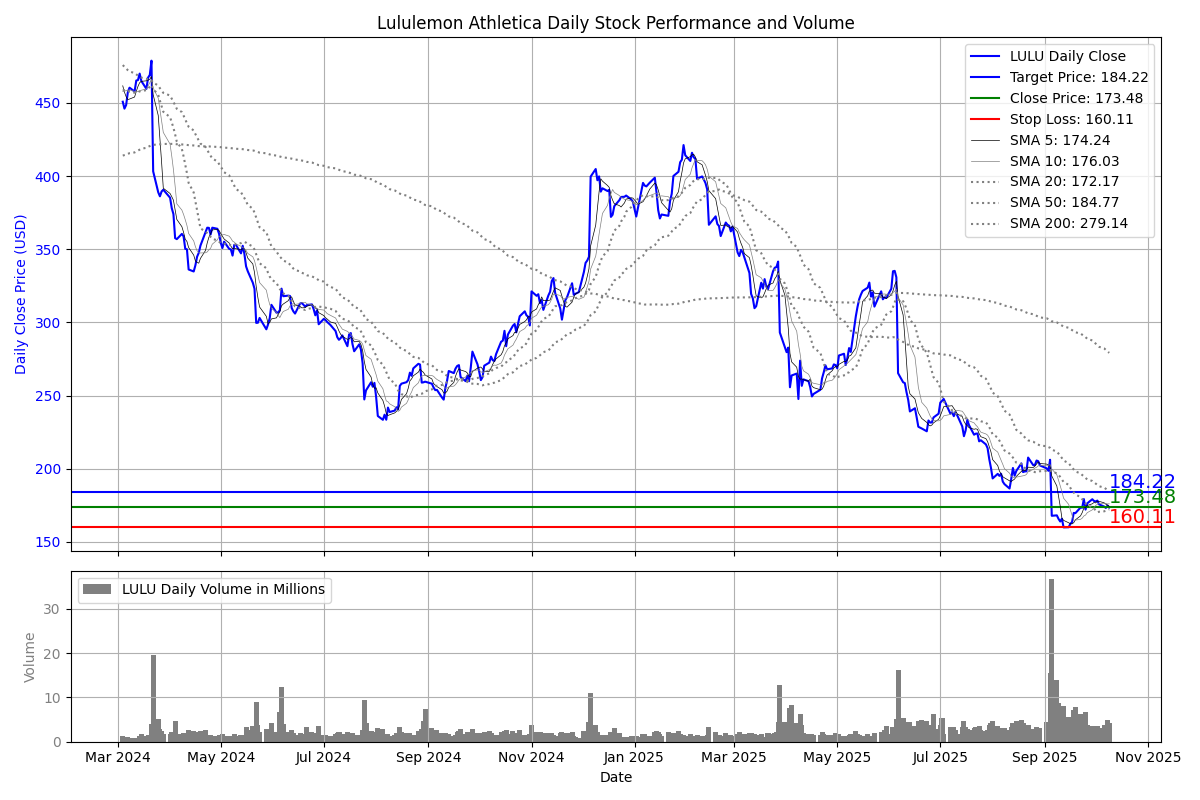 Lululemon Athletica Daily Stock Performance and Volume
Daily Close Price (USD)
450
400
350
300
250
200
150
LULU Daily Close
Target Price: 184.22
Close Price: 173.48
Stop Loss: 160.11
SMA 5: 174.24
SMA 10: 176.03
SMA 20: 172.17
SMA 50: 184.77
SMA 200: 279.14
184.22
173.48
160.11
LULU Daily Volume in Millions
Volume
30
20
10
0
Mar 2024 May 2024 Jul 2024 Sep 2024 Nov 2024 Jan 2025 Mar 2025 May 2025 Jul 2025 Sep 2025 Nov 2025
Date